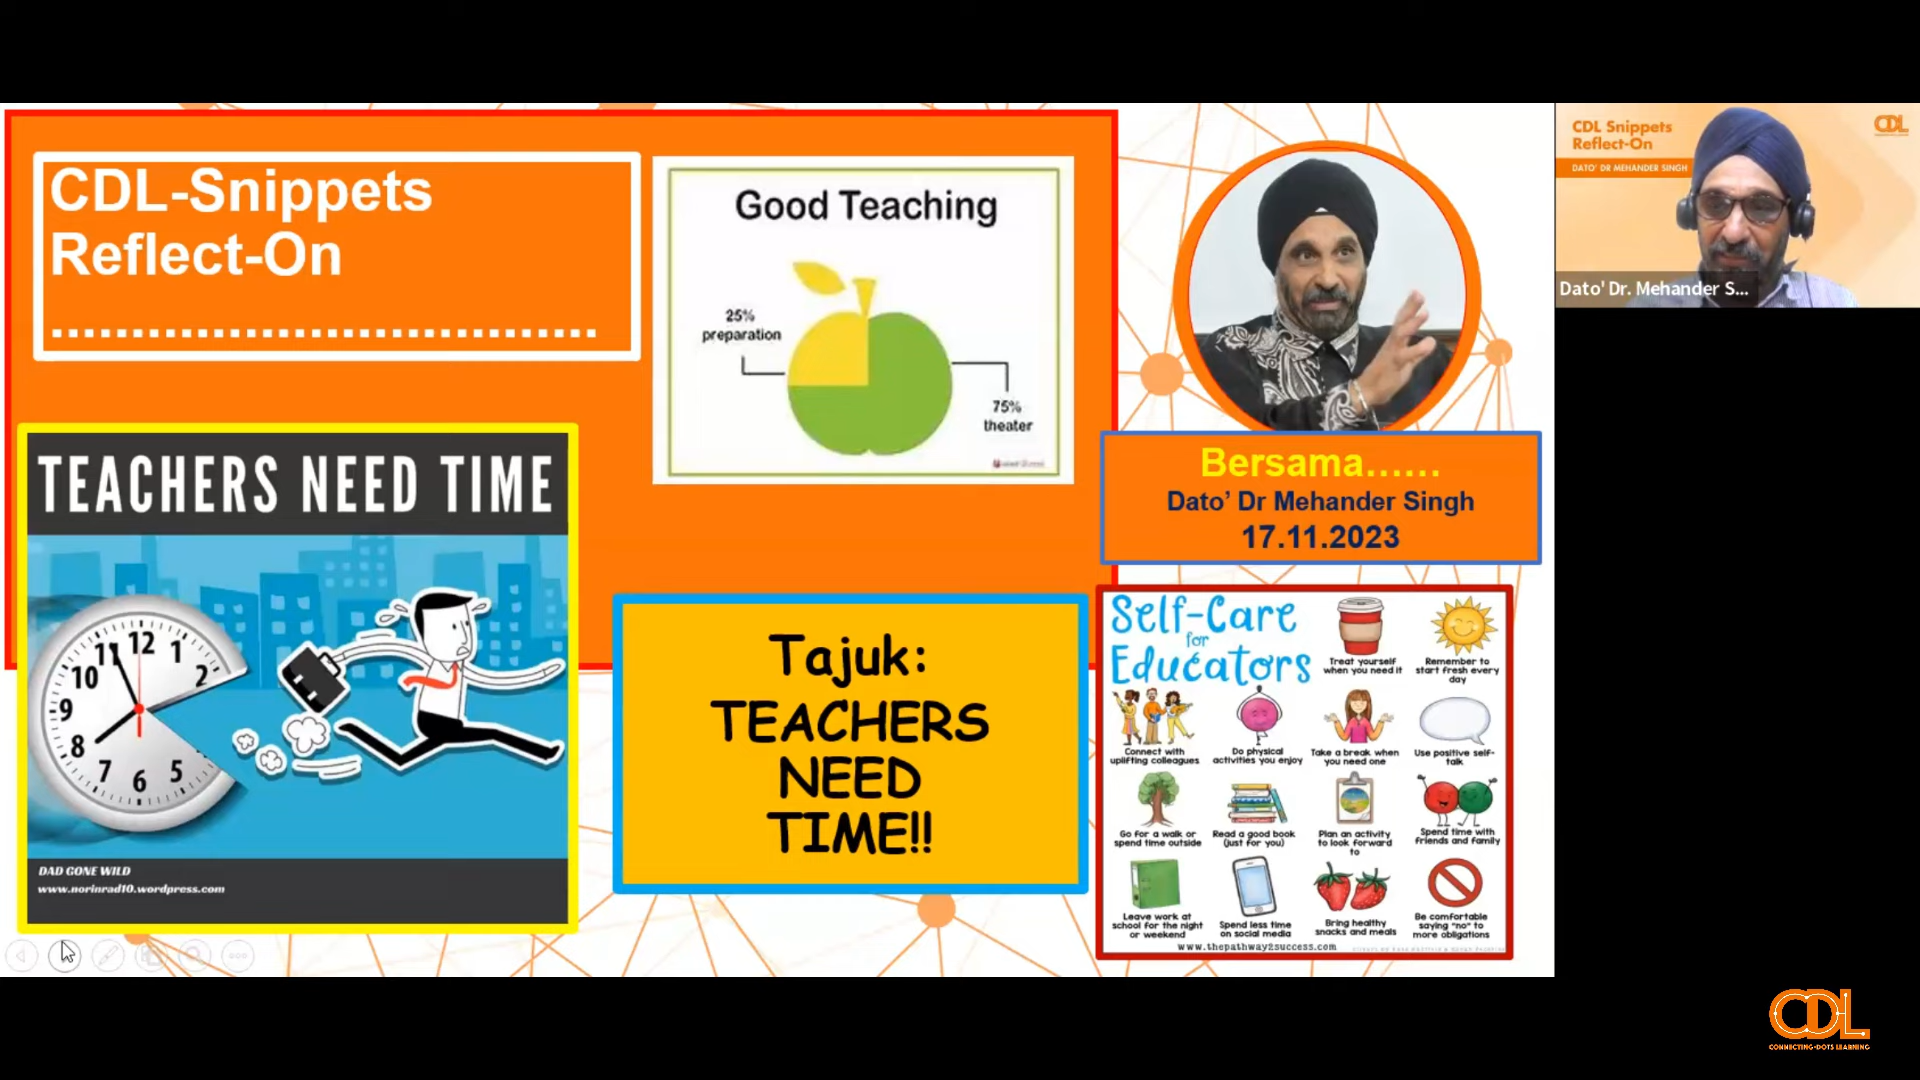 CDL-Snippets
Reflect-On
Good Teaching
25%
preparation
75%
theater
Bersama......
Dato' Dr Mehander Singh
17.11.2023
TEACHERS NEED TIME
12
1
2
11
10
9
8
7
6
5
DAD GONE WILD
www.norinrad10.wordpress.com
Tajuk:
TEACHERS
NEED
TIME!!
Self-Care
for
Educators
Treat yourself
when you need it
Remember to
start fresh every
day
Connect with
uplifting colleagues
Do physical
activities you enjoy
Take a break when
you need one
Use positive self-
talk
Go for a walk or
spend time outside
Read a good book
(just for you)
Plan an activity
to look forward
to
Spend time with
friends and family
Leave work at
school for the night
or weekend
Spend less time
on social media
Bring healthy
snacks and meals
Be comfortable
saying "no" to
more obligations
www.thepathway2success.com
CDL Snippets
Reflect-On
CDL
DATO' DR MEHANDER SINGH
Dato' Dr. Mehander S...
CDL
CONNECTING-DOTS LEARNING